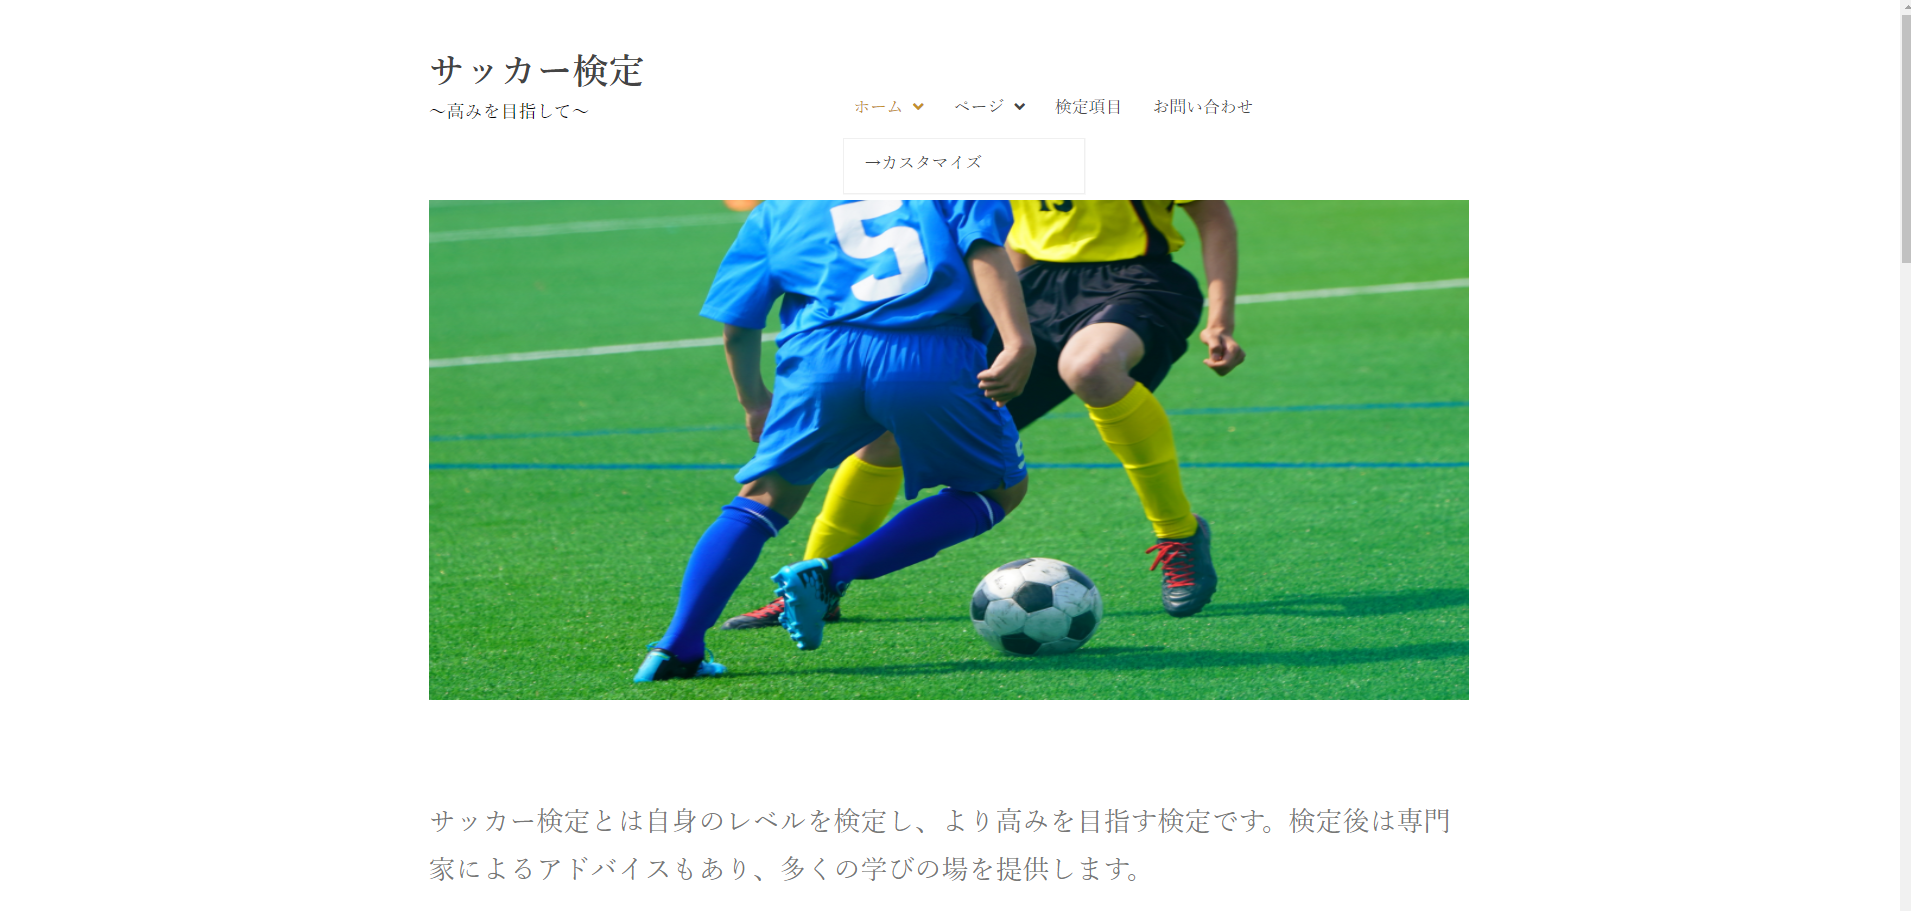 サッカー検定
～高みを目指して～
ホーム ページ 検定項目 お問い合わせ
→カスタマイズ
5
13
5
サッカー検定とは自身のレベルを検定し、より高みを目指す検定です。検定後は専門
家によるアドバイスもあり、多くの学びの場を提供します。